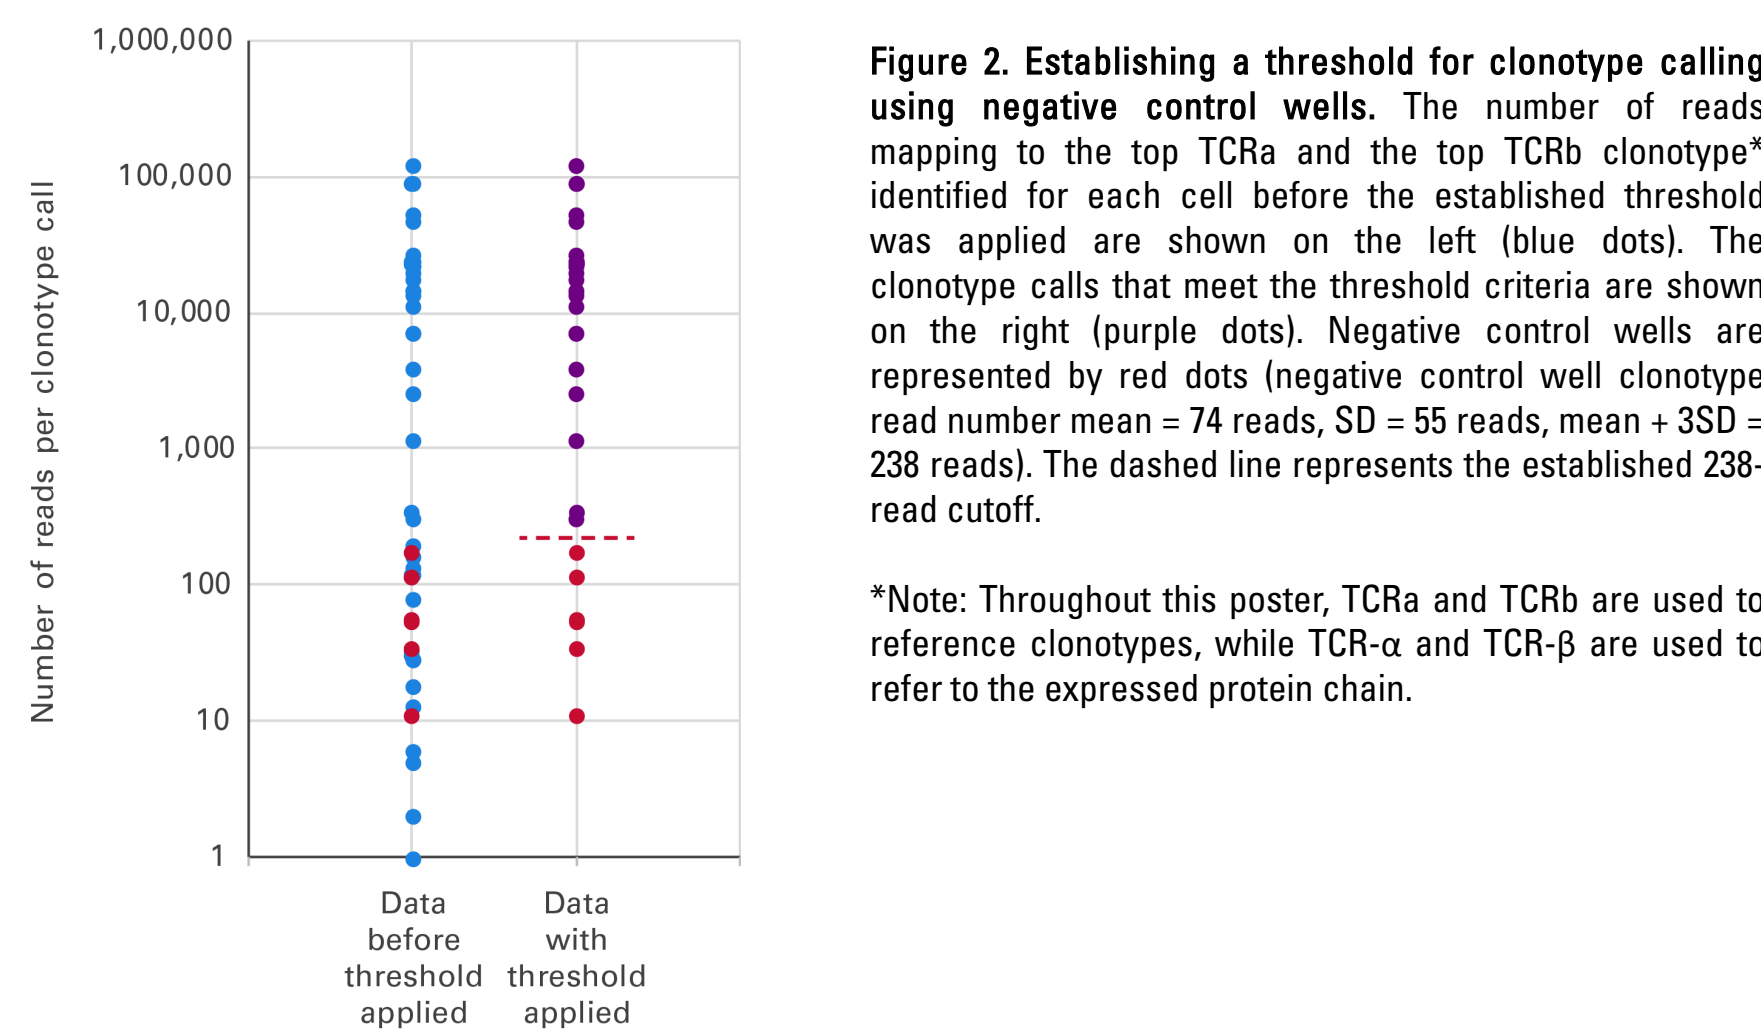 1,000,000
100,000
10,000
1,000
100
10
1
Number of reads per clonotype call
Data
before
threshold
applied
Data
with
threshold
applied
Figure 2. Establishing a threshold for clonotype calling
using negative control wells. The number of reads
mapping to the top TCRa and the top TCRb clonotype*
identified for each cell before the established threshold
was applied are shown on the left (blue dots). The
clonotype calls that meet the threshold criteria are shown
on the right (purple dots). Negative control wells are
represented by red dots (negative control well clonotype
read number mean = 74 reads, SD = 55 reads, mean + 3SD =
238 reads). The dashed line represents the established 238-
read cutoff.
*Note: Throughout this poster, TCRa and TCRb are used to
reference clonotypes, while TCR-α and TCR-β are used to
refer to the expressed protein chain.